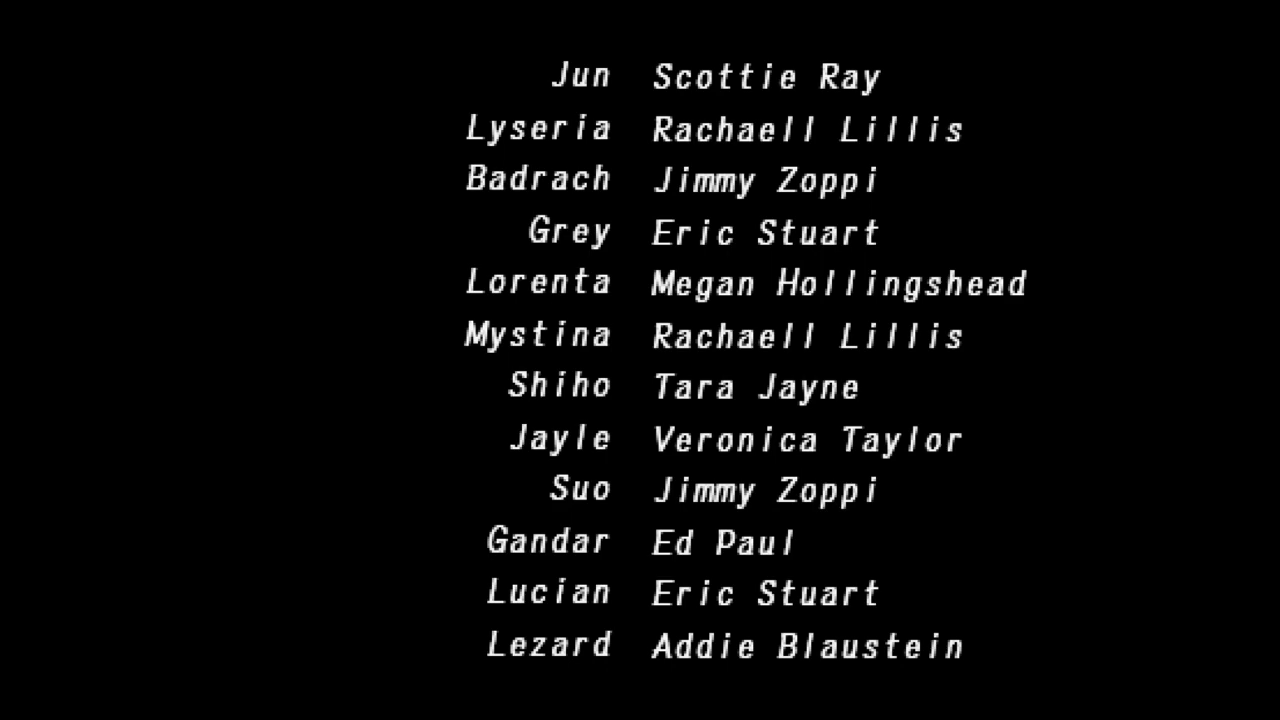 Jun Scottie Ray
Lyseria Rachaell Lillis
Badrach Jimmy Zoppi
Grey Eric Stuart
Lorenta Megan Hollingshead
Mystina Rachaell Lillis
Shiho Tara Jayne
Jayle Veronica Taylor
Suo Jimmy Zoppi
Gandar Ed Paul
Lucian Eric Stuart
Lezard Addie Blaustein